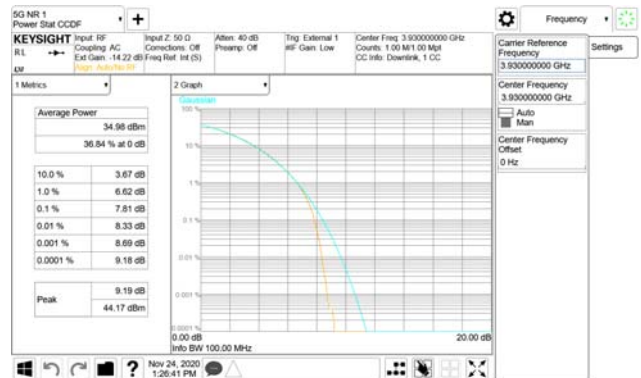 5G NR 1
Power Stat CCDF
Frequency
KEYSIGHT
RL
Input: RF
Coupling: AC
Ext Gain: -14.22 dB
Align: Auto/No RF
Input Z: 50 Ω
Corrections: Off
Freq Ref: Int (S)
Atten: 40 dB
Preamp: Off
Trig: External 1
#IF Gain: Low
Center Freq: 3.930000000 GHz
Counts: 1.00 M/1.00 Mpt
CC Info: Downlink, 1 CC
Settings
Carrier Reference
Frequency
3.930000000 GHz
Center Frequency
3.930000000 GHz
Auto
Man
Center Frequency
Offset
0 Hz
1 Metrics
Average Power
34.98 dBm
36.84 % at 0 dB
10.0 % 3.67 dB
1.0 % 6.62 dB
0.1 % 7.81 dB
0.01 % 8.33 dB
0.001 % 8.69 dB
0.0001 % 9.18 dB
Peak
9.19 dB
44.17 dBm
2 Graph
Gaussian
100 %
10 %
1 %
0.1 %
0.01 %
0.001 %
0.0001 %
0.00 dB
20.00 dB
Info BW 100.00 MHz
?
Nov 24, 2020
1:26:41 PM